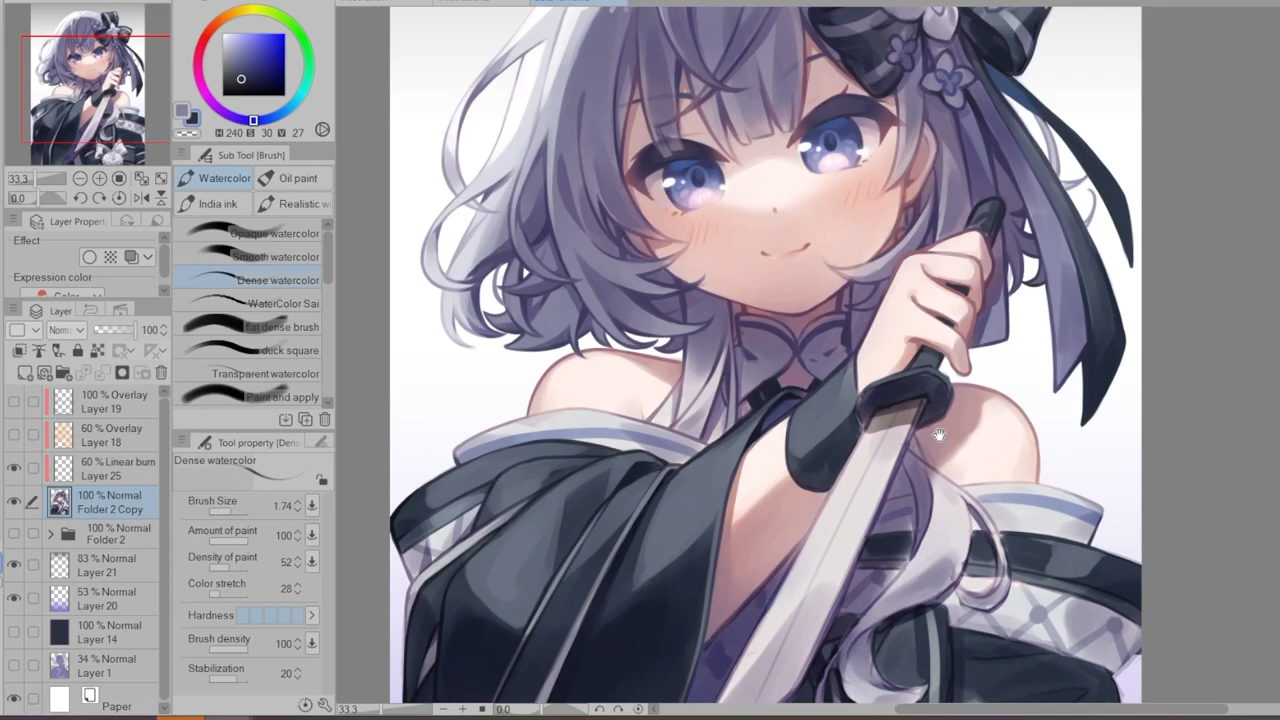 H 240 S 30 V 27
Sub Tool [Brush]
Watercolor
Oil paint
India ink
Realistic w
33.3
0.0
Layer Propert
Effect
Expression color
Color
Opaque watercolor
Smooth watercolor
Dense watercolor
WaterColor Sai
flat dense brush
duck square
Transparent watercolor
Paint and apply
Layer
Norma
100
100 % Overlay
Layer 19
60 % Overlay
Layer 18
60 % Linear burn
Layer 25
100 % Normal
Folder 2 Copy
100 % Normal
Folder 2
83 % Normal
Layer 21
53 % Normal
Layer 20
100 % Normal
Layer 14
34 % Normal
Layer 1
Paper
Tool property [Dens
Dense watercolor
Brush Size
1.74
Amount of paint
100
Density of paint
52
Color stretch
28
Hardness
Brush density
100
Stabilization
20
33.3
0.0